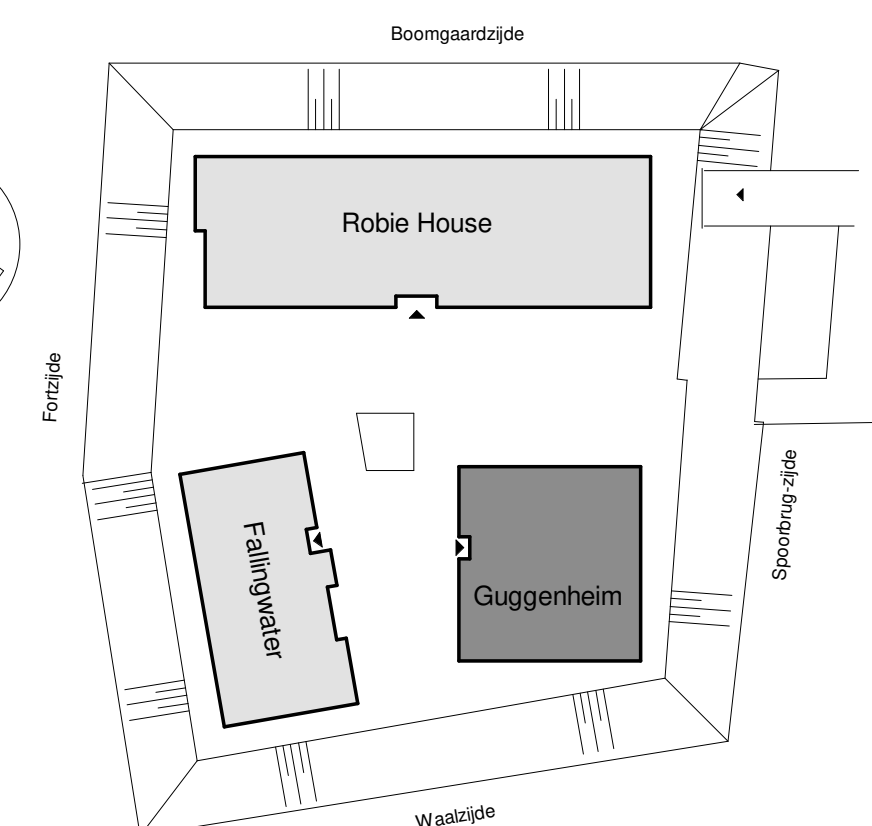 Boomgaardzijde
Robie House
Fortzijde
Spoorbrug-zijde
Fallingwater
Guggenheim
Waalzijde